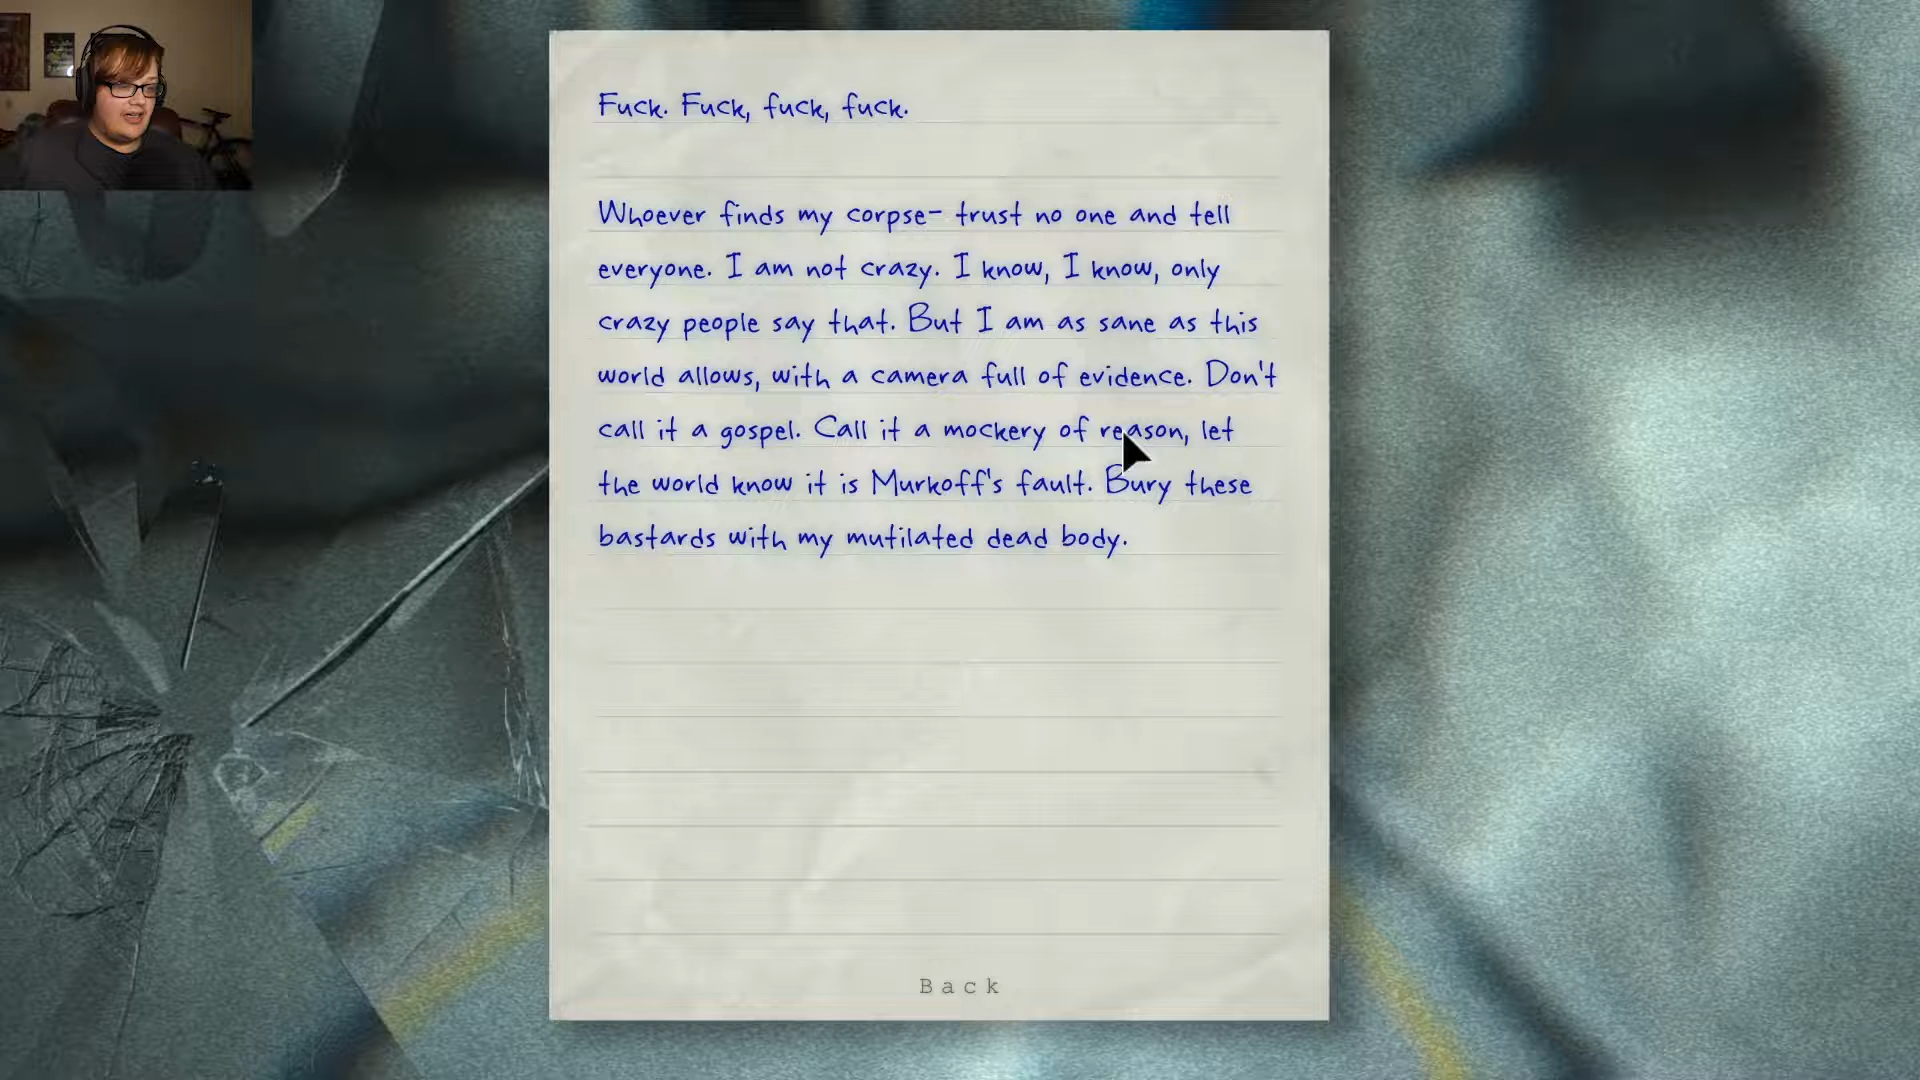 Fuck. Fuck, fuck, fuck.
Whoever finds my corpse- trust no one and tell
everyone. I am not crazy. I know, I know, only
crazy people say that. But I am as sane as this
world allows, with a camera full of evidence. Don't
call it a gospel. Call it a mockery of reason, let
the world know it is Murkoff's fault. Bury these
bastards with my mutilated dead body.
Back